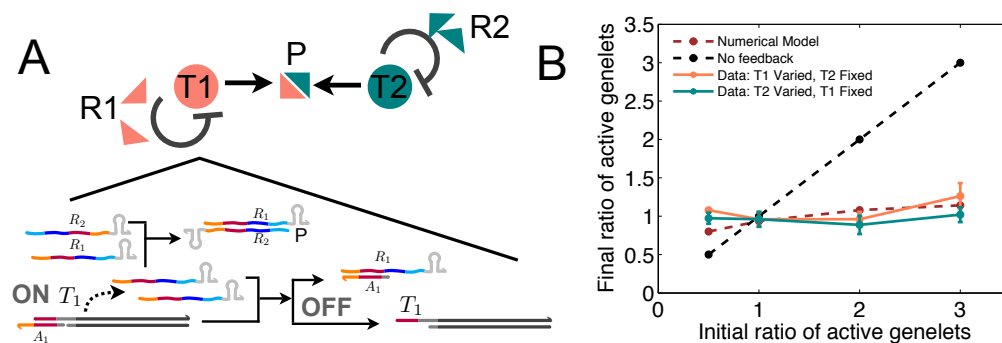 A
R1
T1
P
T2
R2
R₂
R₁
R₁
R₂
P
ON
T₁
A₁
OFF
R₁
A₁
T₁
B
Final ratio of active genelets
3.5
3
2.5
2
1.5
1
0.5
0
Numerical Model
No feedback
Data: T1 Varied, T2 Fixed
Data: T2 Varied, T1 Fixed
0 1 2 3
Initial ratio of active genelets